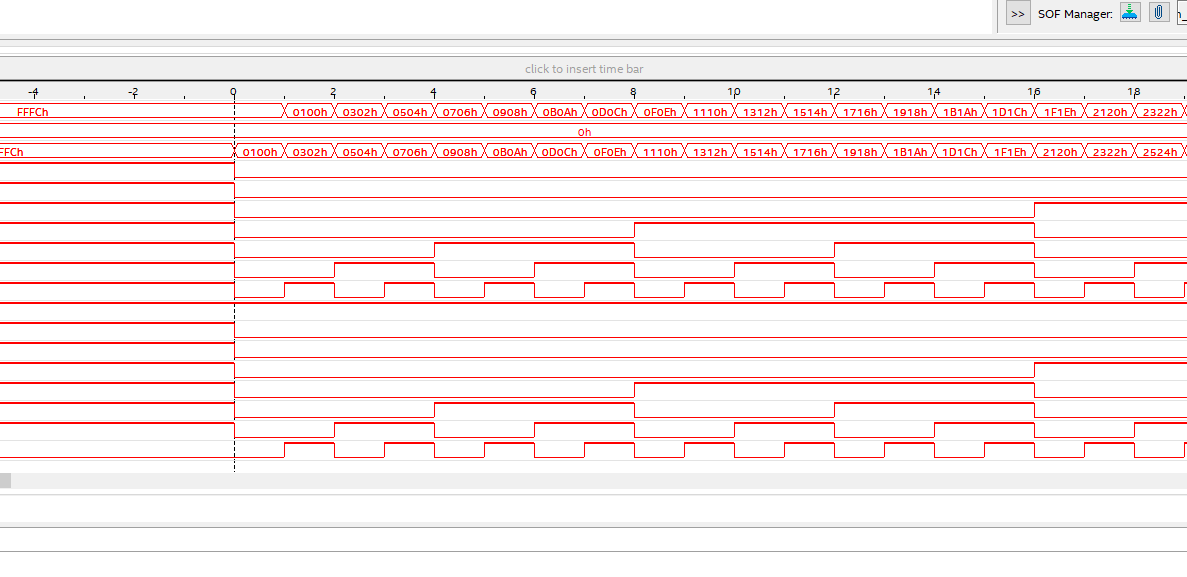 >> SOF Manager:
click to insert time bar
-4 -2 0 2 4 6 8 10 12 14 16 18
FFFCh 0100h 0302h 0504h 0706h 0908h 0B0Ah 0D0Ch 0F0Eh 1110h 1312h 1514h 1716h 1918h 1B1Ah 1D1Ch 1F1Eh 2120h 2322h
0h
FFCh 0100h 0302h 0504h 0706h 0908h 0B0Ah 0D0Ch 0F0Eh 1110h 1312h 1514h 1716h 1918h 1B1Ah 1D1Ch 1F1Eh 2120h 2322h 2524h